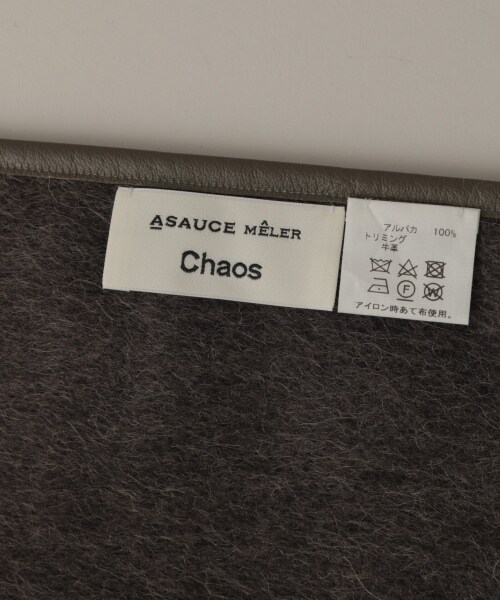 ASAUCE MÊLER
Chaos
アルパカ 100%
トリミング
牛革
F W
アイロン時あて布使用。